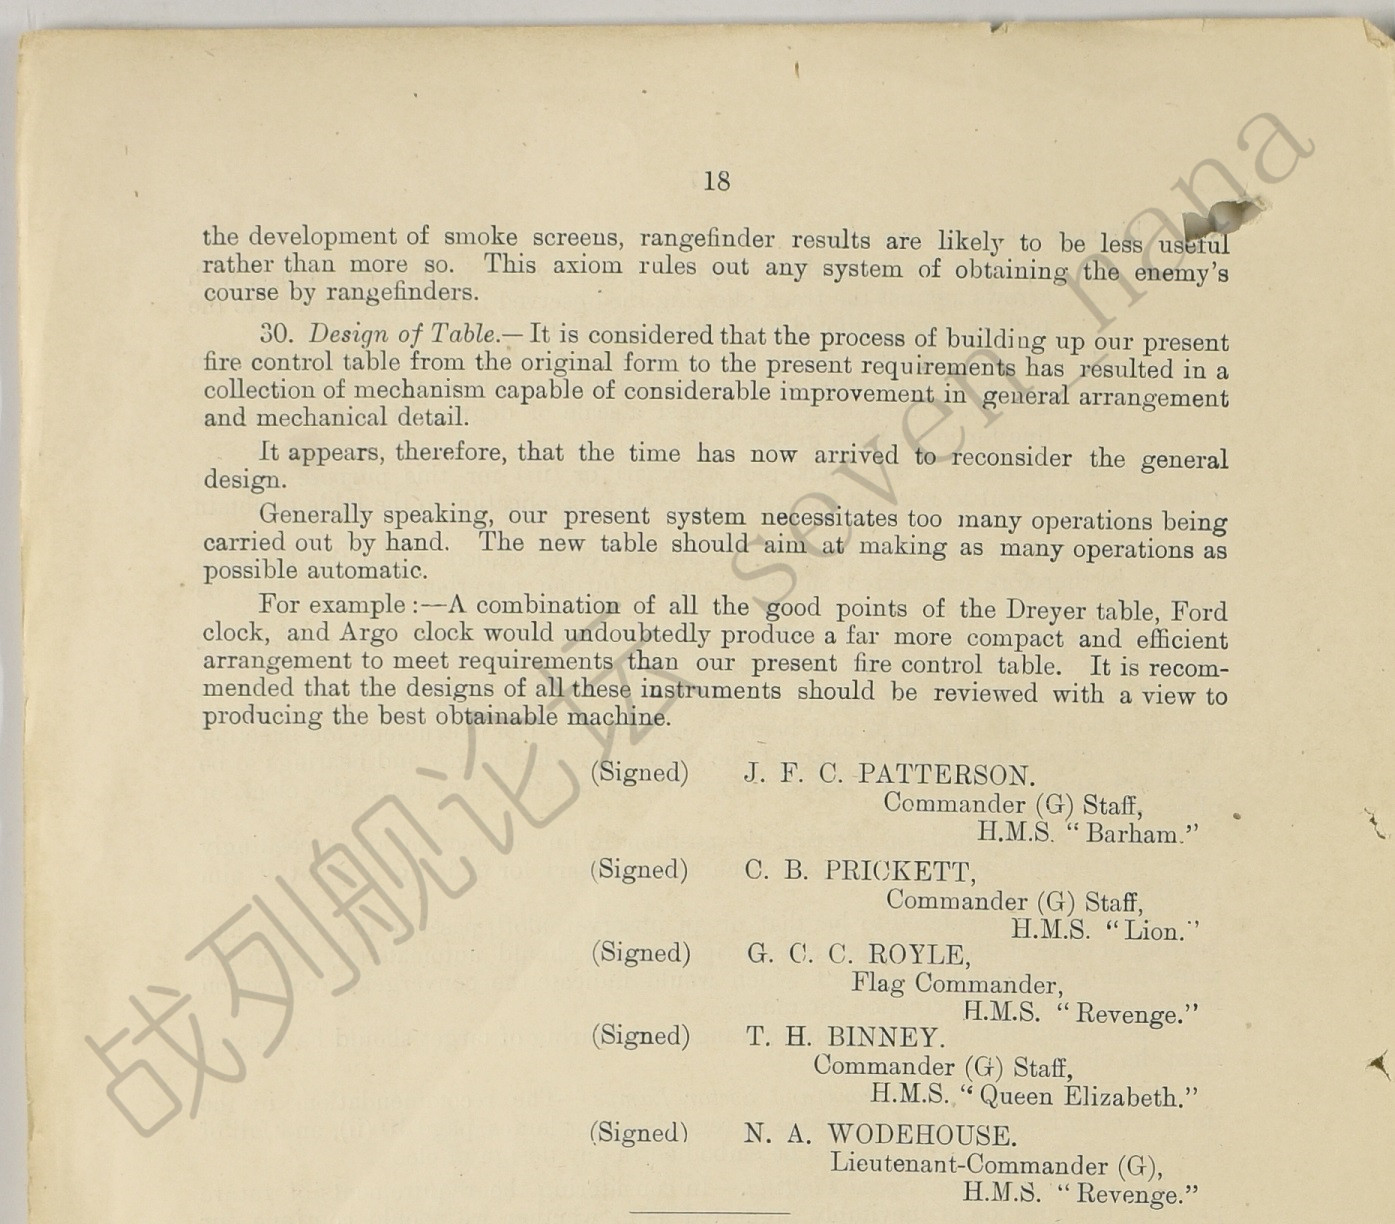 18
the development of smoke screens, rangefinder results are likely to be less useful
rather than more so. This axiom rules out any system of obtaining the enemy's
course by rangefinders.
30. Design of Table.—It is considered that the process of building up our present
fire control table from the original form to the present requirements has resulted in a
collection of mechanism capable of considerable improvement in general arrangement
and mechanical detail.
It appears, therefore, that the time has now arrived to reconsider the general
design.
Generally speaking, our present system necessitates too many operations being
carried out by hand. The new table should aim at making as many operations as
possible automatic.
For example:—A combination of all the good points of the Dreyer table, Ford
clock, and Argo clock would undoubtedly produce a far more compact and efficient
arrangement to meet requirements than our present fire control table. It is recom-
mended that the designs of all these instruments should be reviewed with a view to
producing the best obtainable machine.
(Signed) J. F. C. PATTERSON.
Commander (G) Staff,
H.M.S. "Barham."
(Signed) C. B. PRICKETT,
Commander (G) Staff,
H.M.S. "Lion."
(Signed) G. C. C. ROYLE,
Flag Commander,
H.M.S. "Revenge."
(Signed) T. H. BINNEY.
Commander (G) Staff,
H.M.S. "Queen Elizabeth."
(Signed) N. A. WODEHOUSE.
Lieutenant-Commander (G),
H.M.S. "Revenge."
战列舰论坛 seven_nana